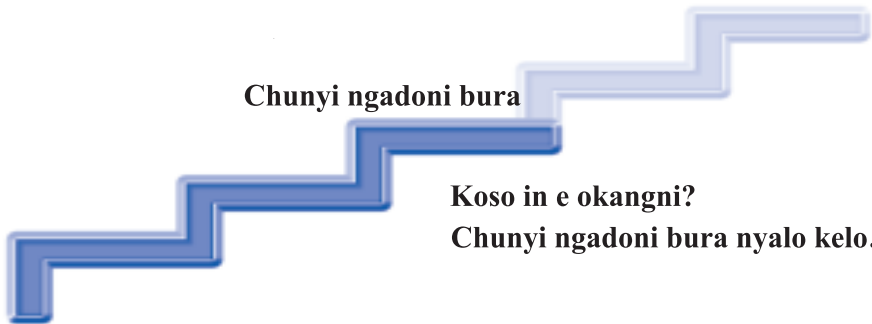 Chunyi ngadoni bura
Koso in e okangni?
Chunyi ngadoni bura nyalo kelo.